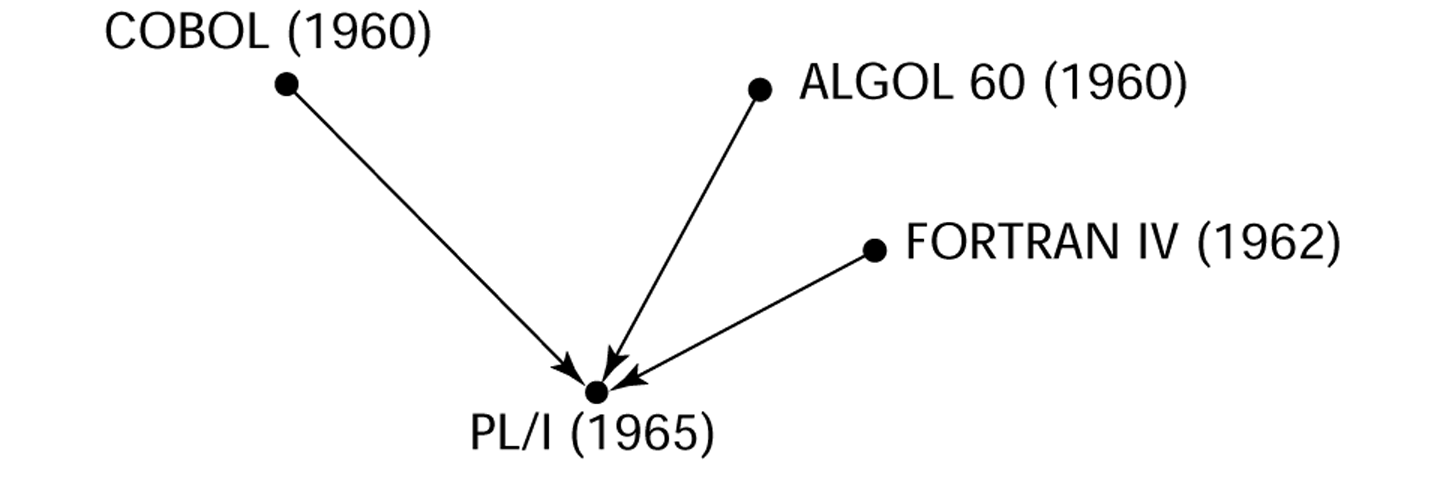 COBOL (1960)
ALGOL 60 (1960)
FORTRAN IV (1962)
PL/I (1965)